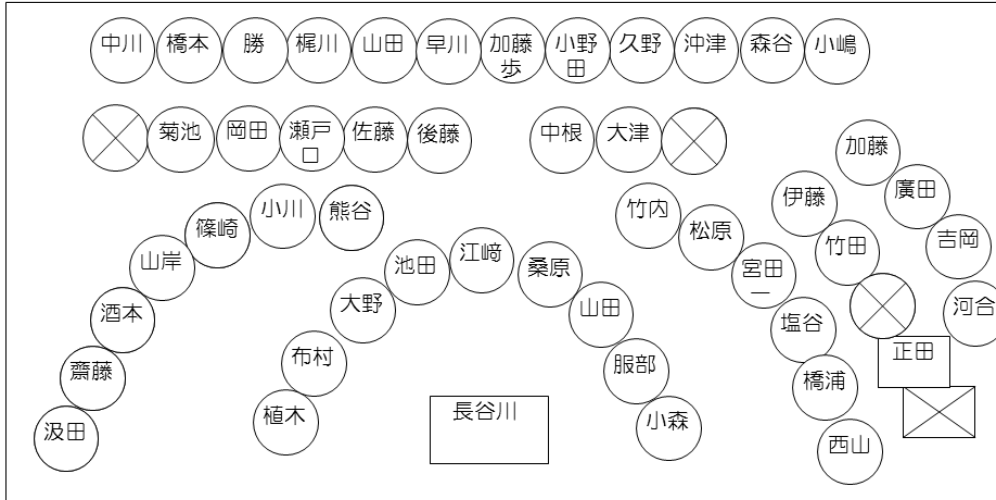 中川
橋本
勝
梶川
山田
早川
加藤
歩
小野
田
久野
沖津
森谷
小嶋
菊池
岡田
瀬戸
口
佐藤
後藤
中根
大津
加藤
廣田
吉岡
河合
伊藤
竹田
正田
竹内
松原
宮田
一
塩谷
橋浦
西山
熊谷
小川
篠崎
山岸
酒本
齋藤
汲田
江﨑
池田
大野
布村
植木
桑原
山田
服部
小森
長谷川